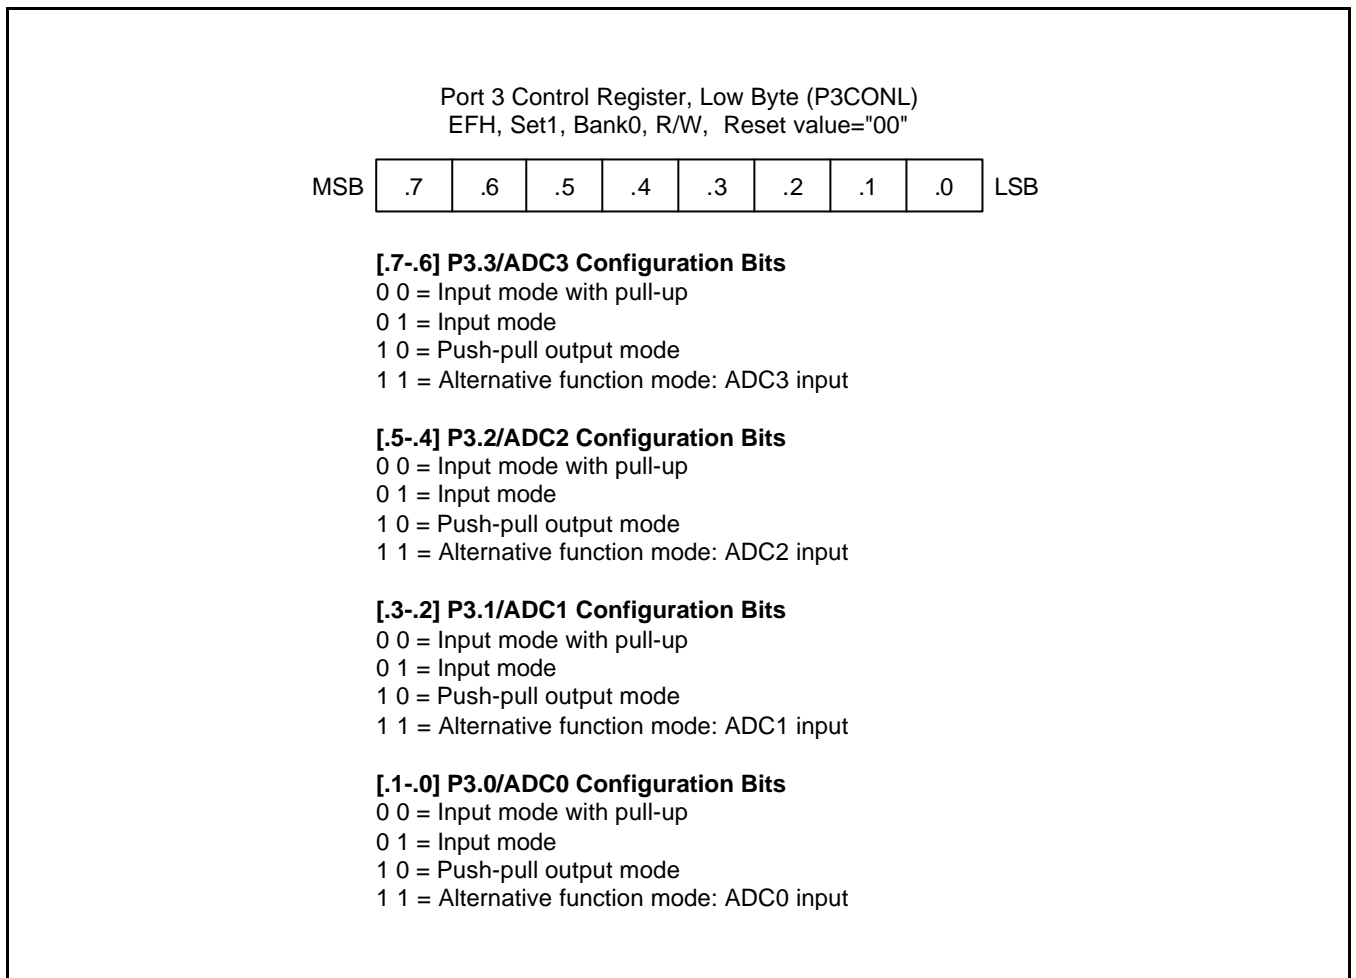 Port 3 Control Register, Low Byte (P3CONL)
EFH, Set1, Bank0, R/W, Reset value="00"
MSB .7 .6 .5 .4 .3 .2 .1 .0 LSB
[.7-.6] P3.3/ADC3 Configuration Bits
0 0 = Input mode with pull-up
0 1 = Input mode
1 0 = Push-pull output mode
1 1 = Alternative function mode: ADC3 input
[.5-.4] P3.2/ADC2 Configuration Bits
0 0 = Input mode with pull-up
0 1 = Input mode
1 0 = Push-pull output mode
1 1 = Alternative function mode: ADC2 input
[.3-.2] P3.1/ADC1 Configuration Bits
0 0 = Input mode with pull-up
0 1 = Input mode
1 0 = Push-pull output mode
1 1 = Alternative function mode: ADC1 input
[.1-.0] P3.0/ADC0 Configuration Bits
0 0 = Input mode with pull-up
0 1 = Input mode
1 0 = Push-pull output mode
1 1 = Alternative function mode: ADC0 input